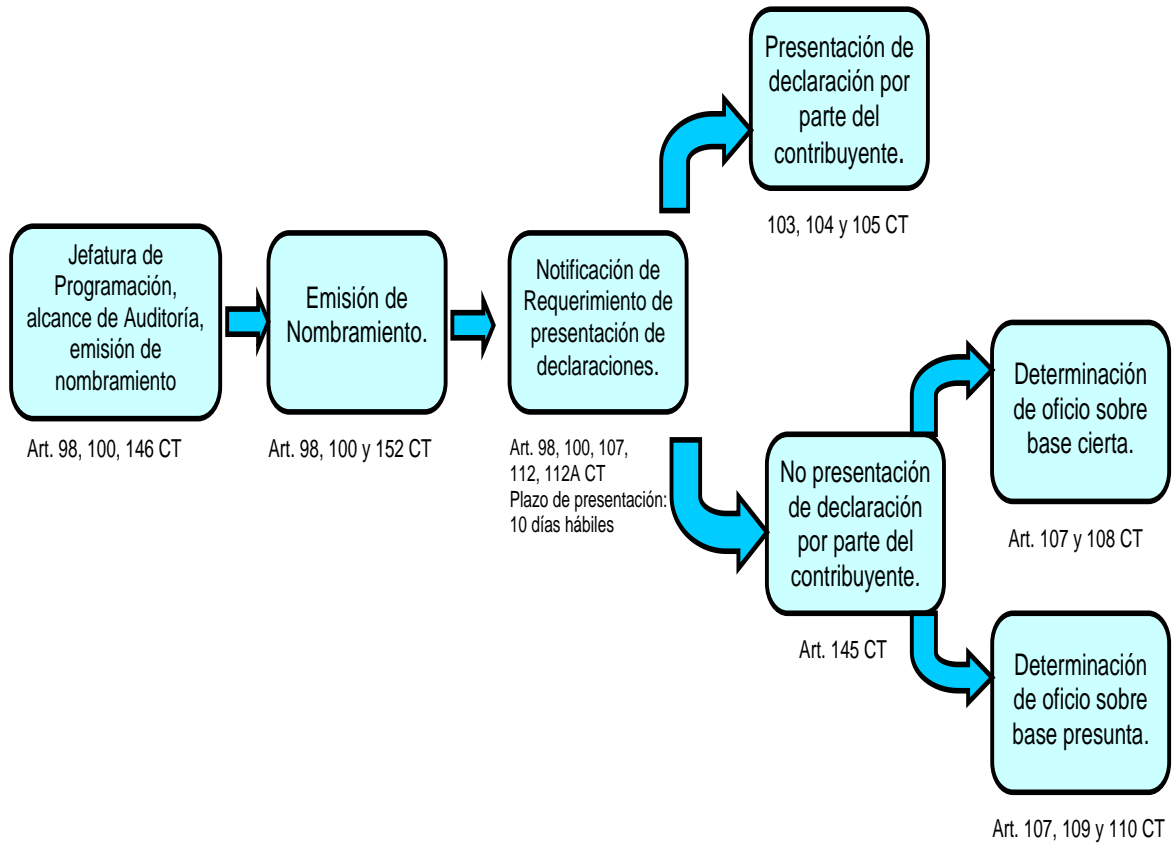 Presentación de
declaración por
parte del
contribuyente.
103, 104 y 105 CT
Jefatura de
Programación,
alcance de Auditoría,
emisión de
nombramiento
Art. 98, 100, 146 CT
Emisión de
Nombramiento.
Art. 98, 100 y 152 CT
Notificación de
Requerimiento de
presentación de
declaraciones.
Art. 98, 100, 107,
112, 112A CT
Plazo de presentación:
10 días hábiles
No presentación
de declaración
por parte del
contribuyente.
Art. 145 CT
Determinación
de oficio sobre
base cierta.
Art. 107 y 108 CT
Determinación
de oficio sobre
base presunta.
Art. 107, 109 y 110 CT